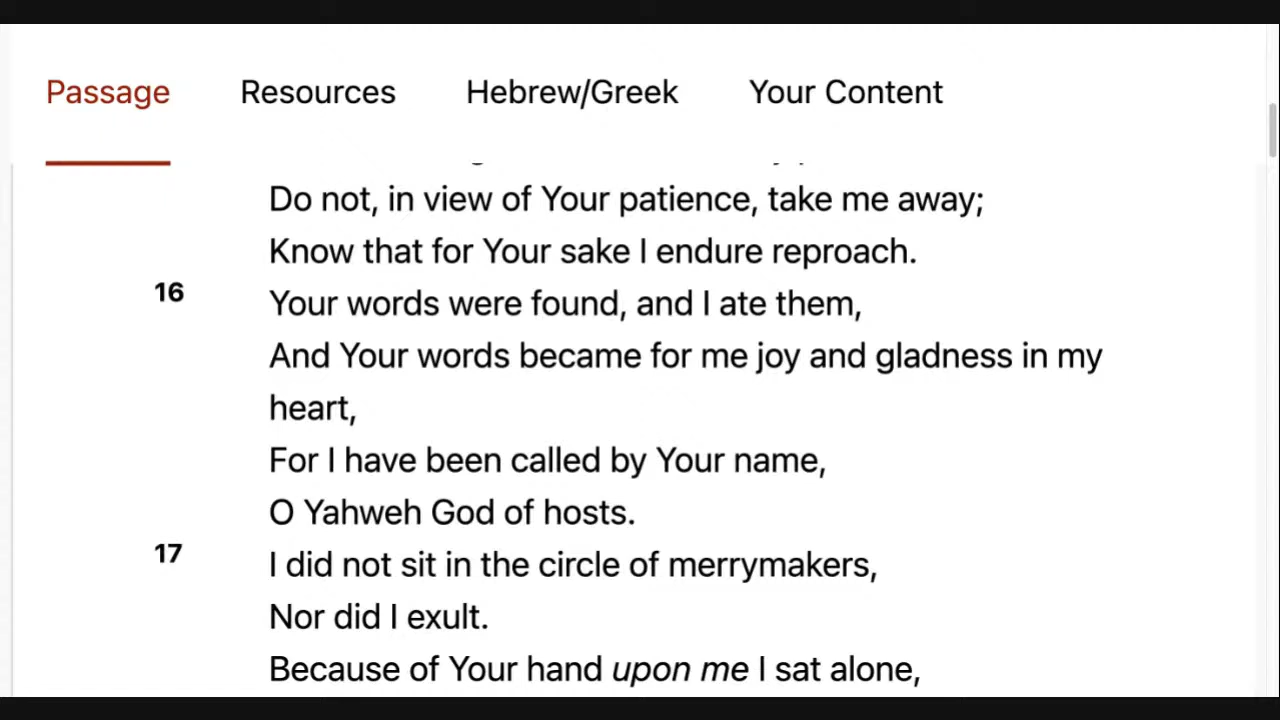 Passage Resources Hebrew/Greek Your Content
Do not, in view of Your patience, take me away;
Know that for Your sake I endure reproach.
16 Your words were found, and I ate them,
And Your words became for me joy and gladness in my
heart,
For I have been called by Your name,
O Yahweh God of hosts.
17 I did not sit in the circle of merrymakers,
Nor did I exult.
Because of Your hand upon me I sat alone,